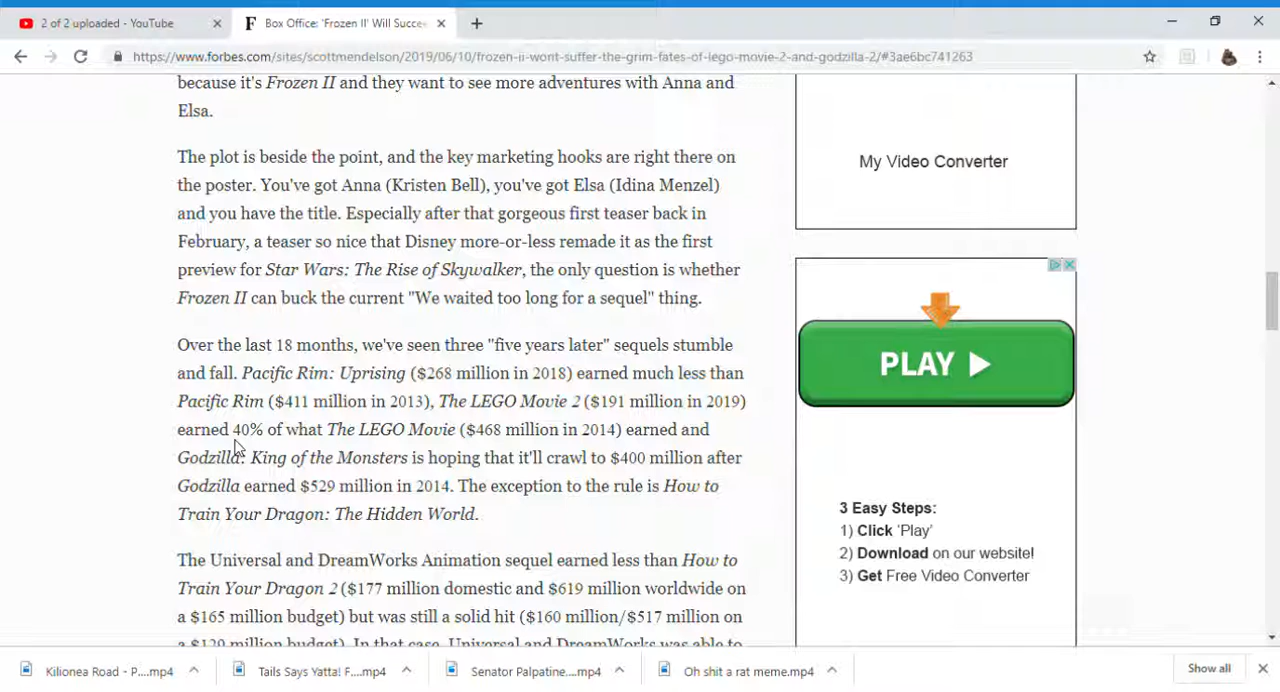 2 of 2 uploaded - YouTube
Box Office: 'Frozen II' Will Succe
https://www.forbes.com/sites/scottmendelson/2019/06/10/frozen-ii-wont-suffer-the-grim-fates-of-lego-movie-2-and-godzilla-2/#3ae6bc741263
because it's Frozen II and they want to see more adventures with Anna and
Elsa.
The plot is beside the point, and the key marketing hooks are right there on
the poster. You've got Anna (Kristen Bell), you've got Elsa (Idina Menzel)
and you have the title. Especially after that gorgeous first teaser back in
February, a teaser so nice that Disney more-or-less remade it as the first
preview for Star Wars: The Rise of Skywalker, the only question is whether
Frozen II can buck the current "We waited too long for a sequel" thing.
Over the last 18 months, we've seen three "five years later" sequels stumble
and fall. Pacific Rim: Uprising ($268 million in 2018) earned much less than
Pacific Rim ($411 million in 2013), The LEGO Movie 2 ($191 million in 2019)
earned 40% of what The LEGO Movie ($468 million in 2014) earned and
Godzilla: King of the Monsters is hoping that it'll crawl to $400 million after
Godzilla earned $529 million in 2014. The exception to the rule is How to
Train Your Dragon: The Hidden World.
The Universal and DreamWorks Animation sequel earned less than How to
Train Your Dragon 2 ($177 million domestic and $619 million worldwide on
a $165 million budget) but was still a solid hit ($160 million/$517 million on
a $129 million budget). In that case, Universal and DreamWorks was able to
My Video Converter
PLAY
3 Easy Steps:
1) Click 'Play'
2) Download on our website!
3) Get Free Video Converter
Kilionea Road - P....mp4
Tails Says Yatta! F....mp4
Senator Palpatine....mp4
Oh shit a rat meme.mp4
Show all